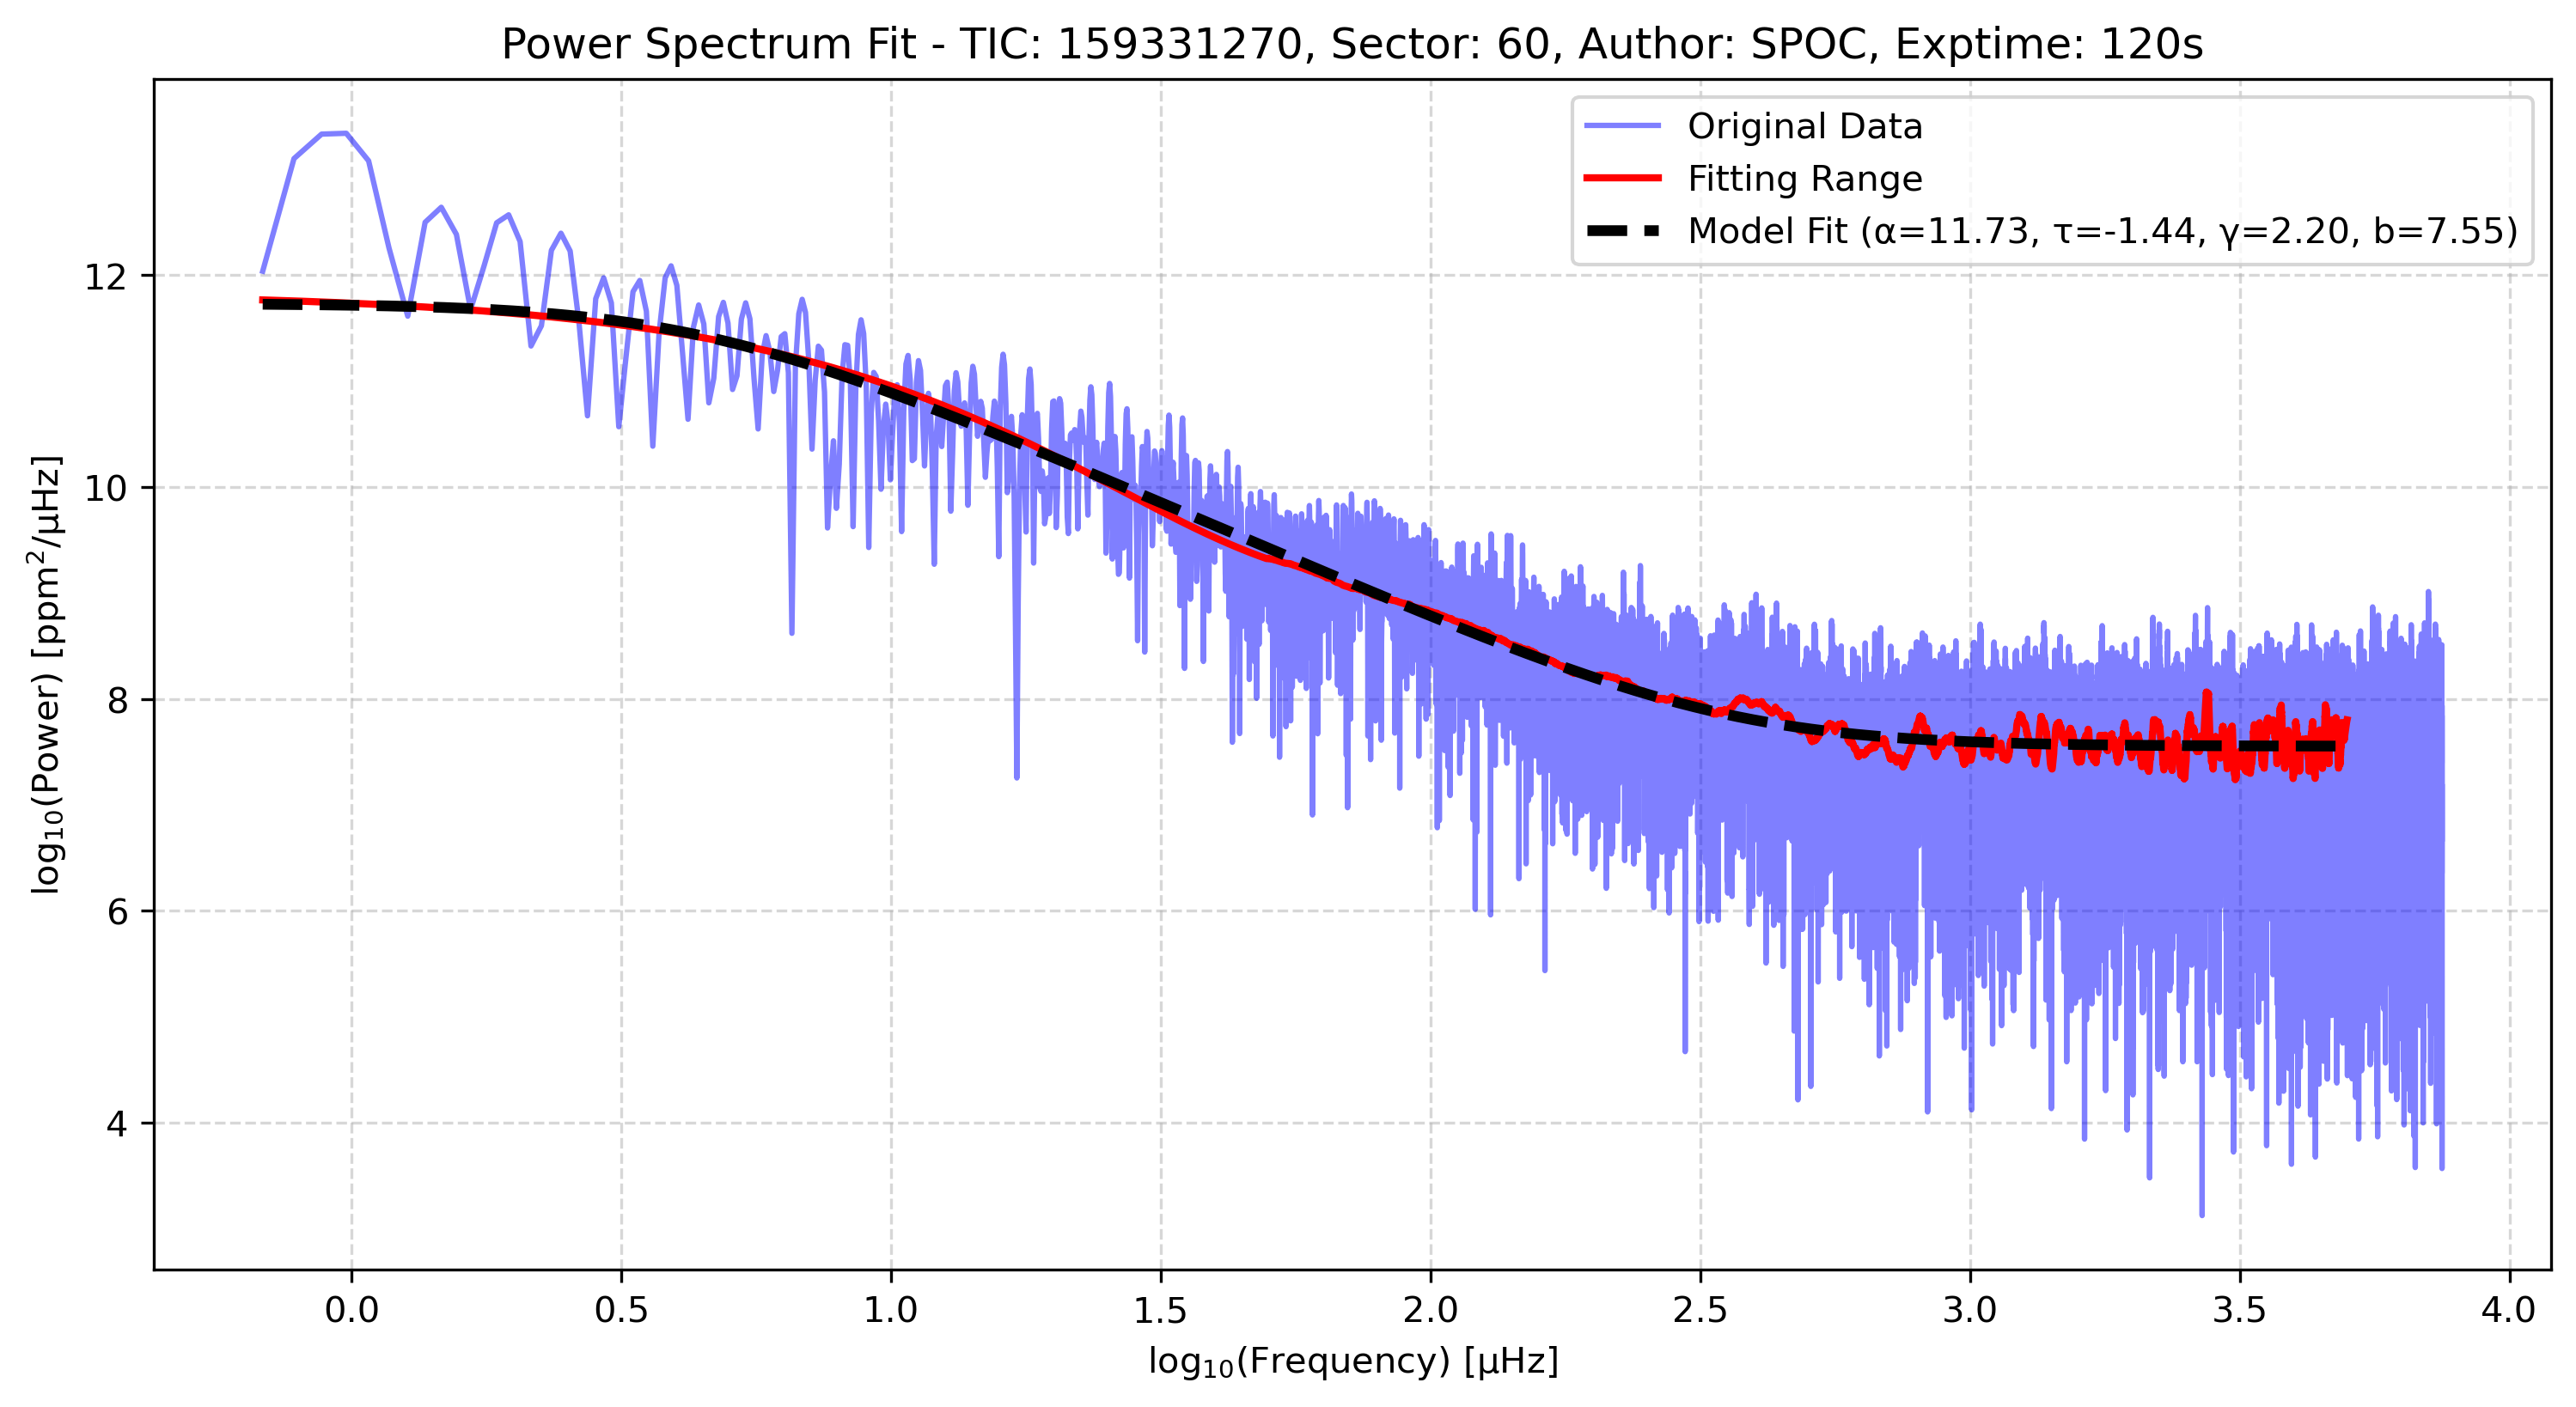 Power Spectrum Fit - TIC: 159331270, Sector: 60, Author: SPOC, Exptime: 120s
Original Data
Fitting Range
Model Fit (α=11.73, τ=-1.44, γ=2.20, b=7.55)
log₁₀(Power) [ppm²/μHz]
12
10
8
6
4
0.0 0.5 1.0 1.5 2.0 2.5 3.0 3.5 4.0
log₁₀(Frequency) [μHz]